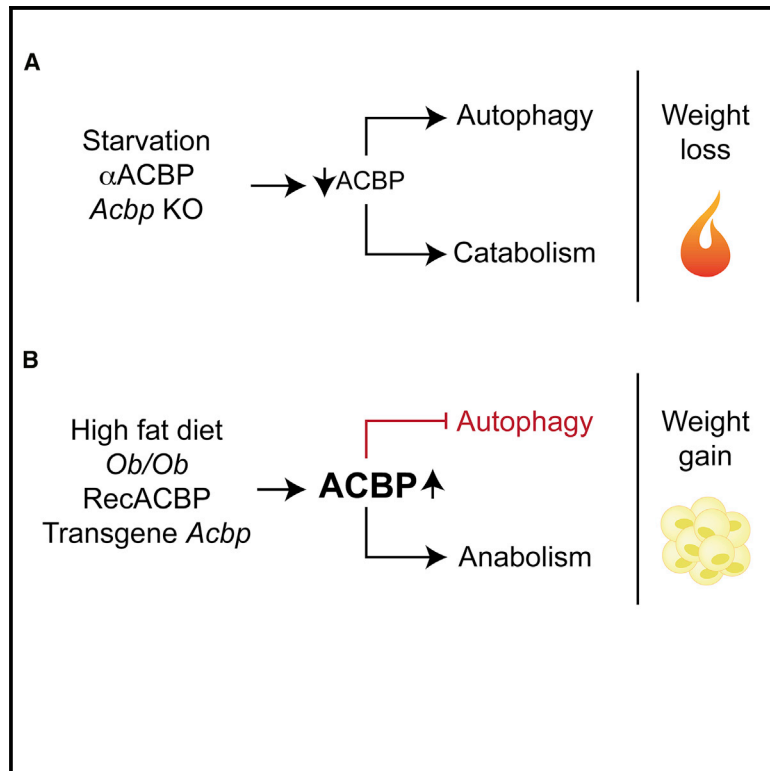 A
Starvation
αACBP
Acbp KO
ACBP
Autophagy
Catabolism
Weight
loss
B
High fat diet
Ob/Ob
RecACBP
Transgene Acbp
ACBP
Autophagy
Anabolism
Weight
gain